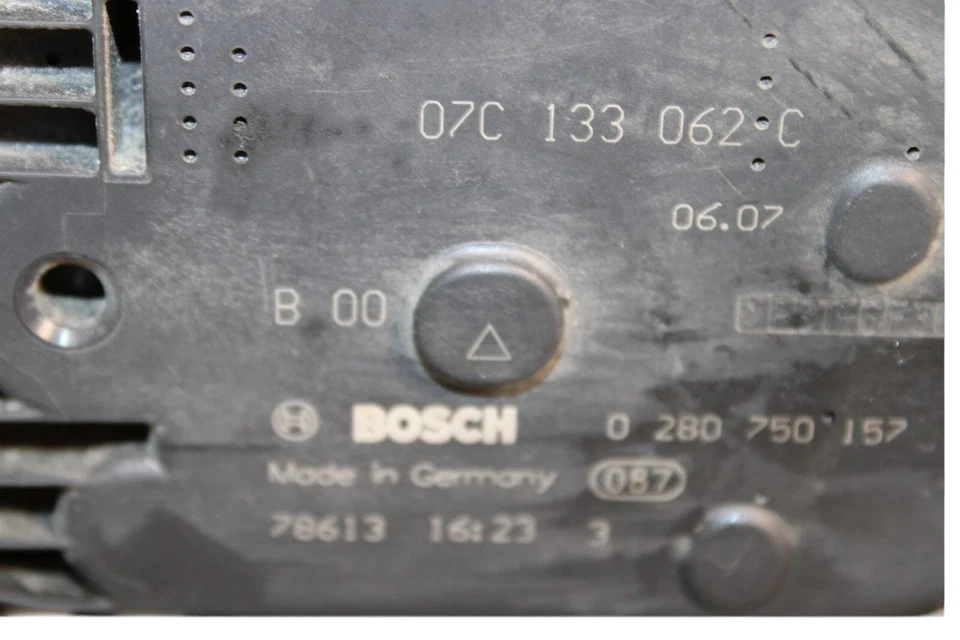 07C 133 062 C
06.07
B 00
BOSCH 0 280 750 157
Made in Germany 087
78613 16:23 3